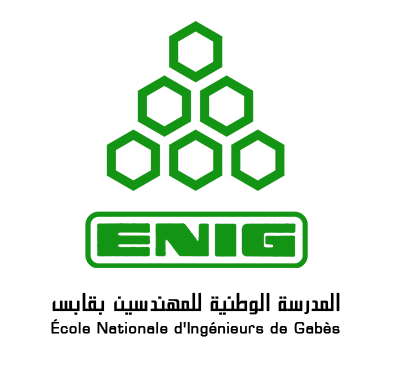 ENIG
المدرسة الوطنية للمهندسين بقابس
École Nationale d'Ingénieurs de Gabès